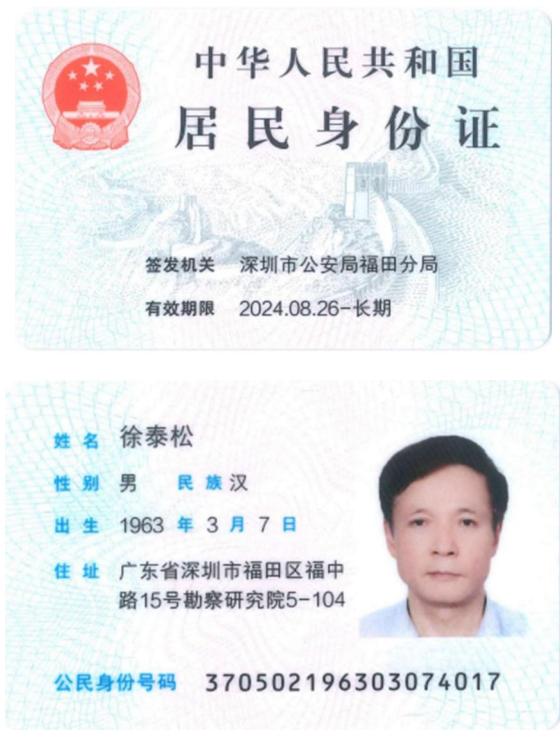 中华人民共和国
居民身份证
签发机关 深圳市公安局福田分局
有效期限 2024.08.26-长期
姓名 徐泰松
性别 男 民族 汉
出生 1963 年 3 月 7 日
住址 广东省深圳市福田区福中
路15号勘察研究院5-104
公民身份号码 370502196303074017